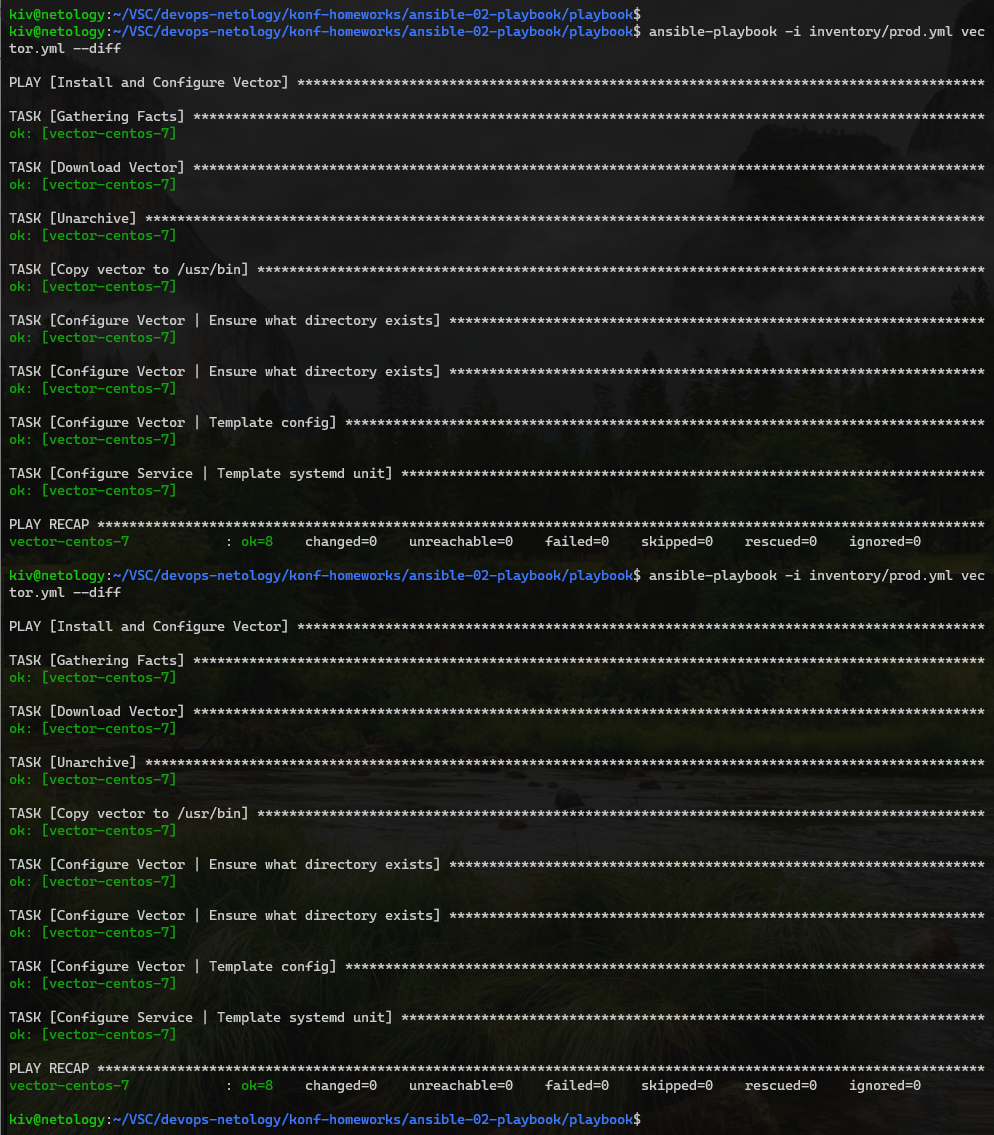 kiv@netology:~/VSC/devops-netology/konf-homeworks/ansible-02-playbook/playbook$
kiv@netology:~/VSC/devops-netology/konf-homeworks/ansible-02-playbook/playbook$ ansible-playbook -i inventory/prod.yml vec
tor.yml --diff
PLAY [Install and Configure Vector] **************************************************************************************
TASK [Gathering Facts] ***************************************************************************************************
ok: [vector-centos-7]
TASK [Download Vector] ***************************************************************************************************
ok: [vector-centos-7]
TASK [Unarchive] *********************************************************************************************************
ok: [vector-centos-7]
TASK [Copy vector to /usr/bin] *******************************************************************************************
ok: [vector-centos-7]
TASK [Configure Vector | Ensure what directory exists] *******************************************************************
ok: [vector-centos-7]
TASK [Configure Vector | Ensure what directory exists] *******************************************************************
ok: [vector-centos-7]
TASK [Configure Vector | Template config] ********************************************************************************
ok: [vector-centos-7]
TASK [Configure Service | Template systemd unit] *************************************************************************
ok: [vector-centos-7]
PLAY RECAP ***************************************************************************************************************
vector-centos-7            : ok=8    changed=0    unreachable=0    failed=0    skipped=0    rescued=0    ignored=0
kiv@netology:~/VSC/devops-netology/konf-homeworks/ansible-02-playbook/playbook$ ansible-playbook -i inventory/prod.yml vec
tor.yml --diff
PLAY [Install and Configure Vector] **************************************************************************************
TASK [Gathering Facts] ***************************************************************************************************
ok: [vector-centos-7]
TASK [Download Vector] ***************************************************************************************************
ok: [vector-centos-7]
TASK [Unarchive] *********************************************************************************************************
ok: [vector-centos-7]
TASK [Copy vector to /usr/bin] *******************************************************************************************
ok: [vector-centos-7]
TASK [Configure Vector | Ensure what directory exists] *******************************************************************
ok: [vector-centos-7]
TASK [Configure Vector | Ensure what directory exists] *******************************************************************
ok: [vector-centos-7]
TASK [Configure Vector | Template config] ********************************************************************************
ok: [vector-centos-7]
TASK [Configure Service | Template systemd unit] *************************************************************************
ok: [vector-centos-7]
PLAY RECAP ***************************************************************************************************************
vector-centos-7            : ok=8    changed=0    unreachable=0    failed=0    skipped=0    rescued=0    ignored=0
kiv@netology:~/VSC/devops-netology/konf-homeworks/ansible-02-playbook/playbook$